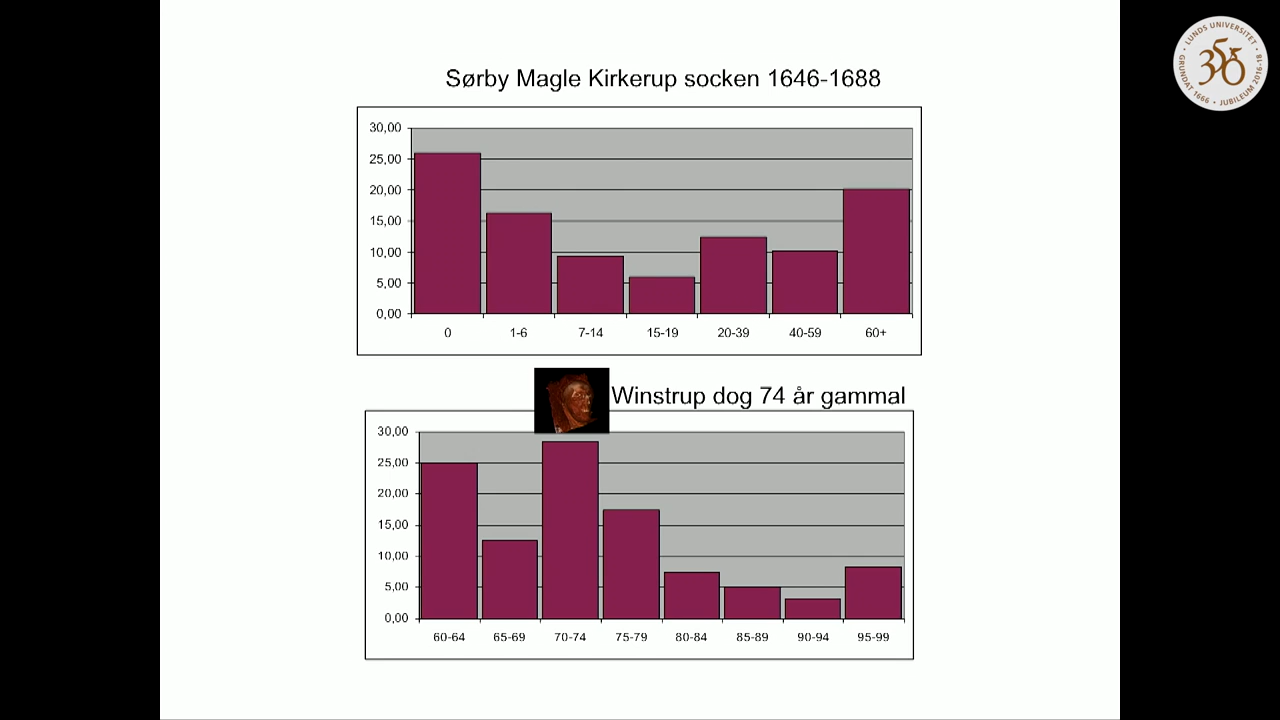 LUNDS UNIVERSITET
350
GRUNDAT 1666 • JUBILEUM 2016-18
Sørby Magle Kirkerup socken 1646-1688
30,00
25,00
20,00
15,00
10,00
5,00
0,00
0 1-6 7-14 15-19 20-39 40-59 60+
Winstrup dog 74 år gammal
30,00
25,00
20,00
15,00
10,00
5,00
0,00
60-64 65-69 70-74 75-79 80-84 85-89 90-94 95-99